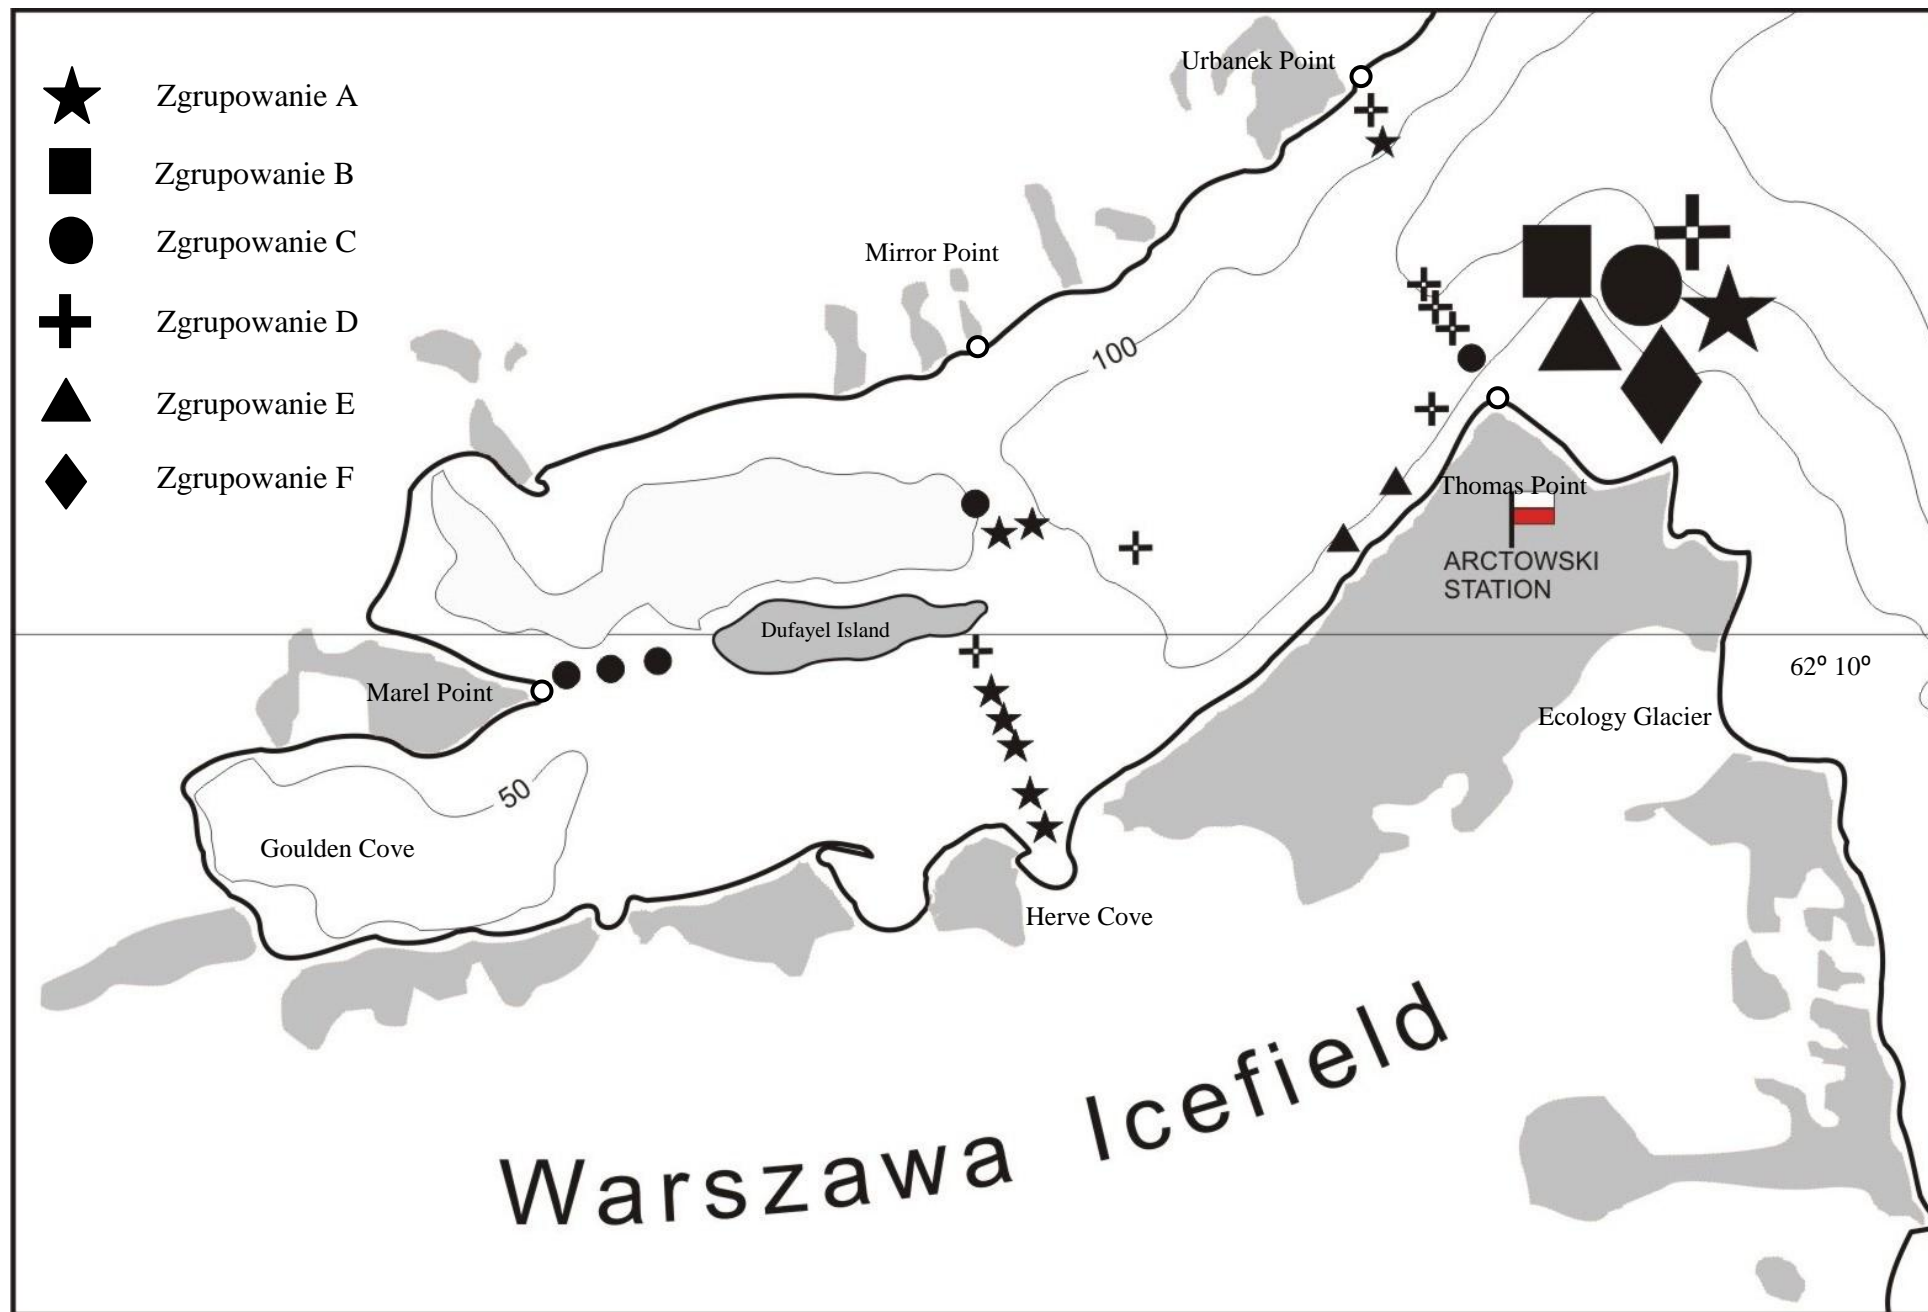 Urbanek Point
Zgrupowanie A
Zgrupowanie B
Zgrupowanie C
Mirror Point
Zgrupowanie D
100
Zgrupowanie E
Zgrupowanie F
Thomas Point
ARCTOWSKI
STATION
Dufayel Island
62º 10º
Marel Point
Ecology Glacier
50
Goulden Cove
Herve Cove
Warszawa Icefield